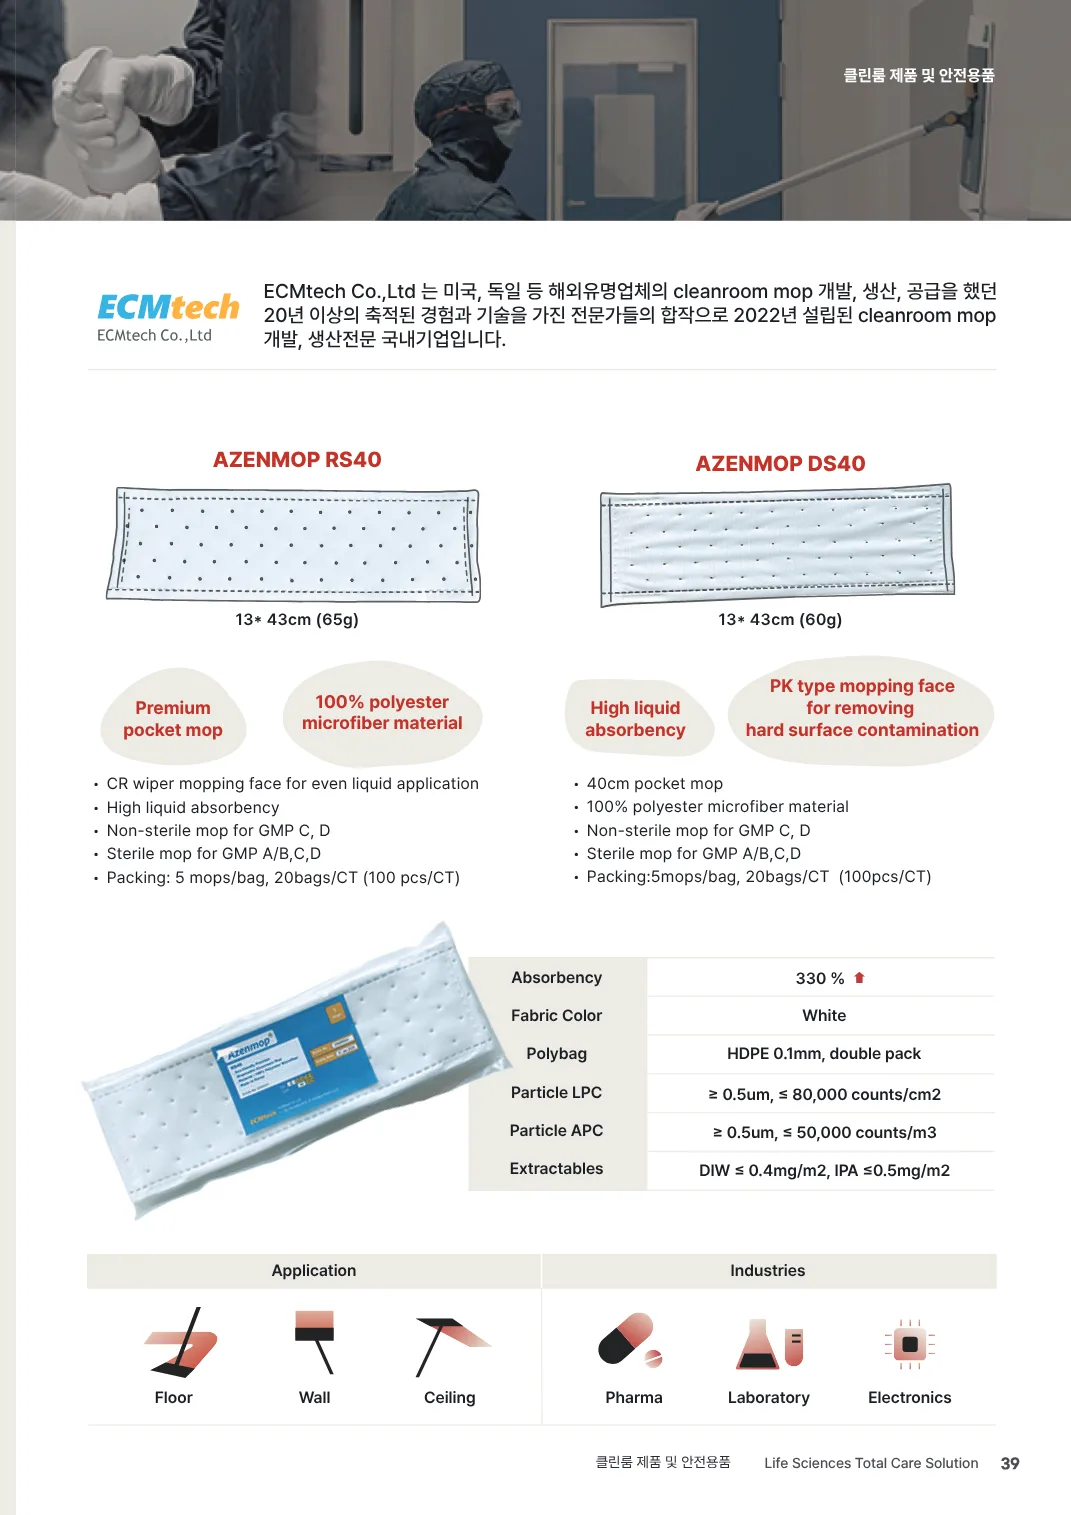 클린룸 제품 및 안전용품
ECMtech
ECMtech Co.,Ltd
ECMtech Co.,Ltd 는 미국, 독일 등 해외유명업체의 cleanroom mop 개발, 생산, 공급을 했던
20년 이상의 축적된 경험과 기술을 가진 전문가들의 합작으로 2022년 설립된 cleanroom mop
개발, 생산전문 국내기업입니다.
AZENMOP RS40
13* 43cm (65g)
Premium
pocket mop
100% polyester
microfiber material
• CR wiper mopping face for even liquid application
• High liquid absorbency
• Non-sterile mop for GMP C, D
• Sterile mop for GMP A/B,C,D
• Packing: 5 mops/bag, 20bags/CT (100 pcs/CT)
AZENMOP DS40
13* 43cm (60g)
High liquid
absorbency
PK type mopping face
for removing
hard surface contamination
• 40cm pocket mop
• 100% polyester microfiber material
• Non-sterile mop for GMP C, D
• Sterile mop for GMP A/B,C,D
• Packing:5mops/bag, 20bags/CT (100pcs/CT)
Azenmop
ECMtech
Absorbency 330 %
Fabric Color White
Polybag HDPE 0.1mm, double pack
Particle LPC ≥ 0.5um, ≤ 80,000 counts/cm2
Particle APC ≥ 0.5um, ≤ 50,000 counts/m3
Extractables DIW ≤ 0.4mg/m2, IPA ≤0.5mg/m2
Application
Floor Wall Ceiling
Industries
Pharma Laboratory Electronics
클린룸 제품 및 안전용품 Life Sciences Total Care Solution 39